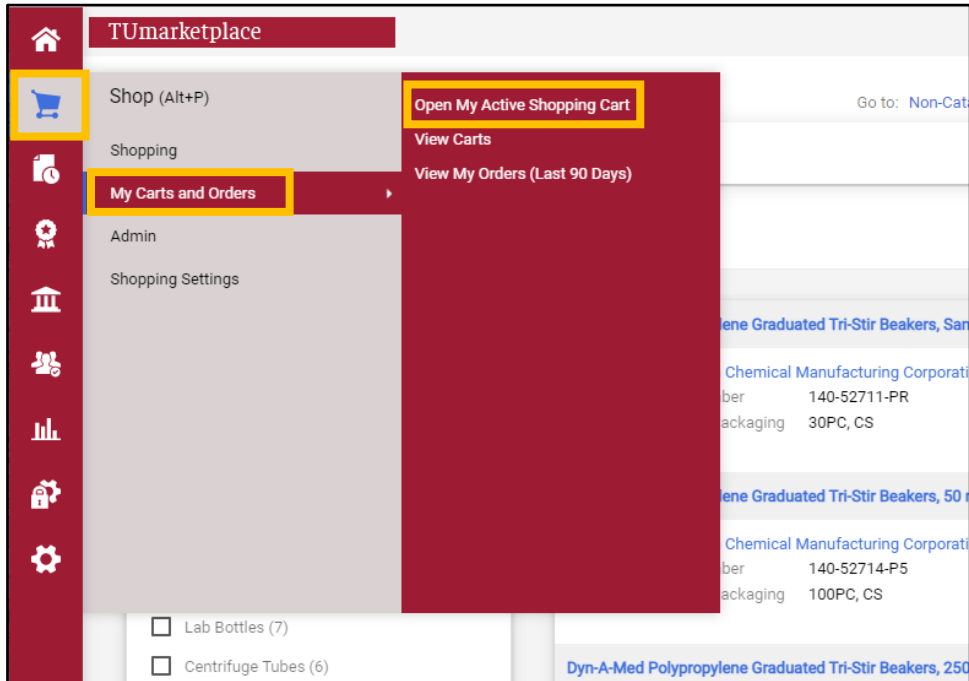 TUmarketplace
Shop (Alt+P)
Shopping
My Carts and Orders
Admin
Shopping Settings
Open My Active Shopping Cart
View Carts
View My Orders (Last 90 Days)
Go to: Non-Cata
lene Graduated Tri-Stir Beakers, Sam
Chemical Manufacturing Corporati
ber 140-52711-PR
ackaging 30PC, CS
lene Graduated Tri-Stir Beakers, 50
Chemical Manufacturing Corporati
ber 140-52714-P5
ackaging 100PC, CS
Lab Bottles (7)
Centrifuge Tubes (6)
Dyn-A-Med Polypropylene Graduated Tri-Stir Beakers, 250